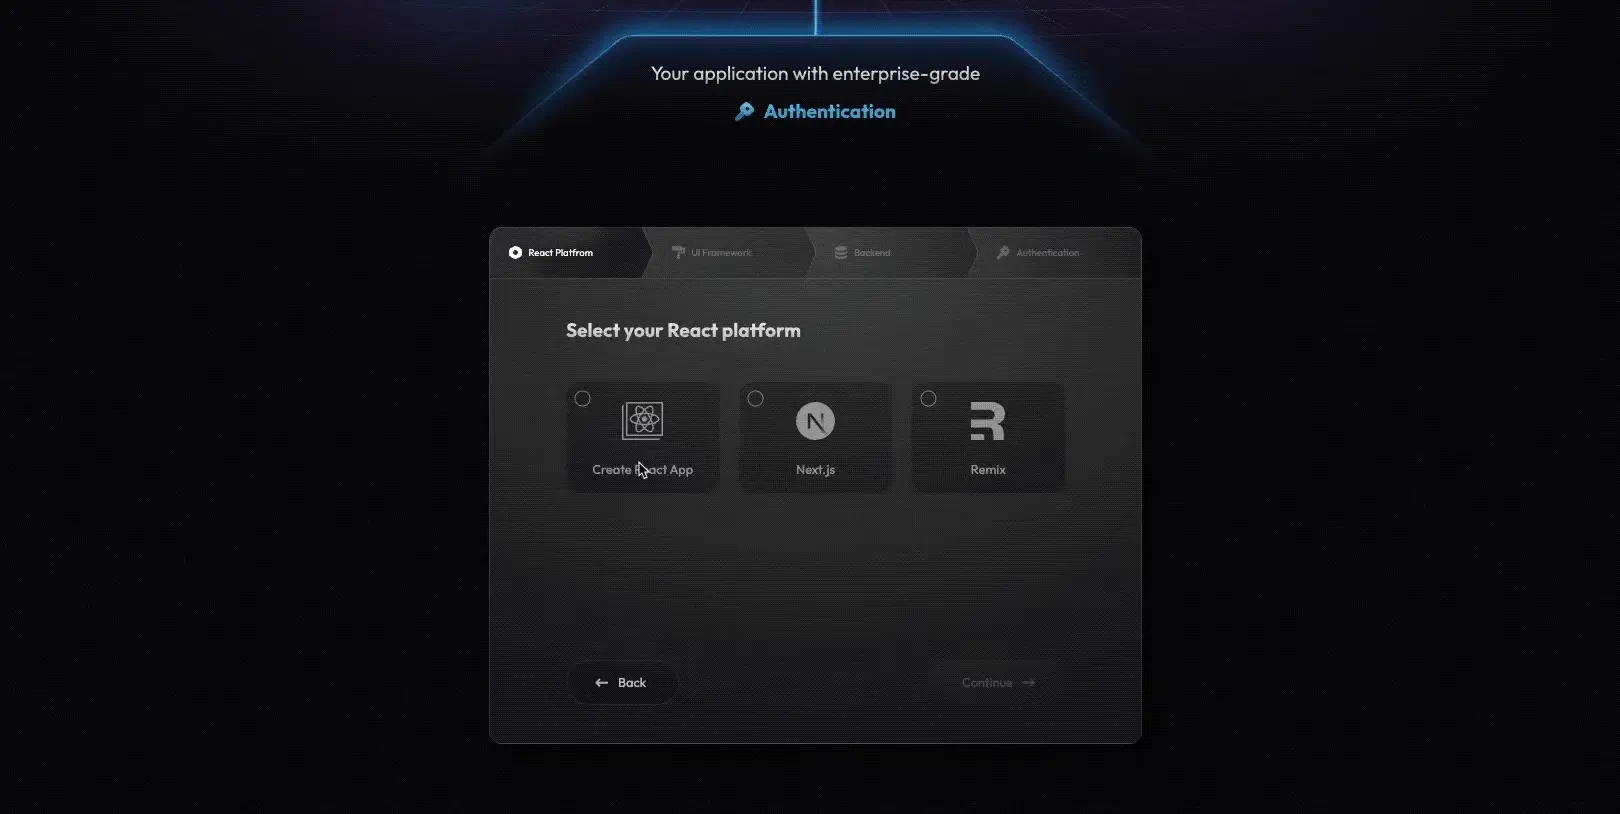 Your application with enterprise-grade
Authentication
React Platfrom
UI Framework
Backend
Authentication
Select your React platform
Create React App
Next.js
Remix
Back
Continue